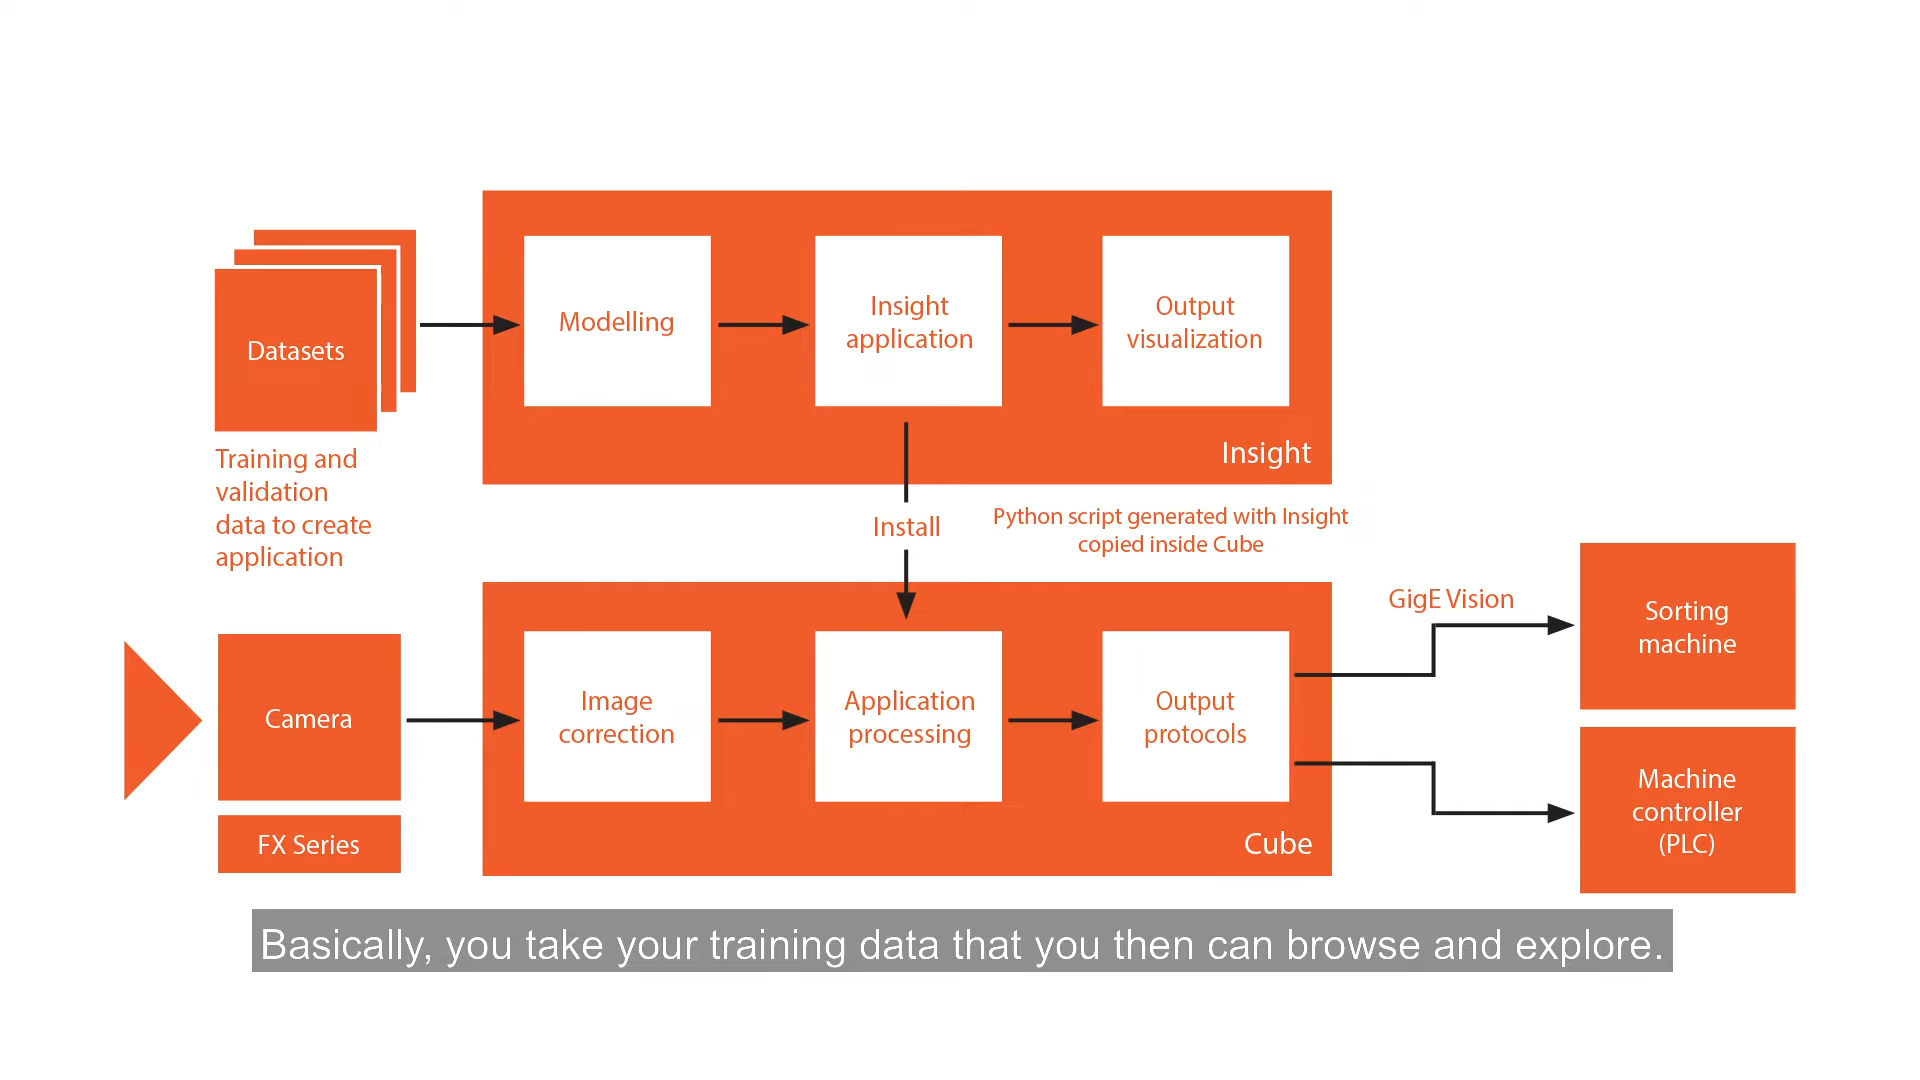 Datasets
Training and
validation
data to create
application
Modelling
Insight
application
Output
visualization
Insight
Install
Python script generated with Insight
copied inside Cube
Camera
FX Series
Image
correction
Application
processing
Output
protocols
Cube
GigE Vision
Sorting
machine
Machine
controller
(PLC)
Basically, you take your training data that you then can browse and explore.